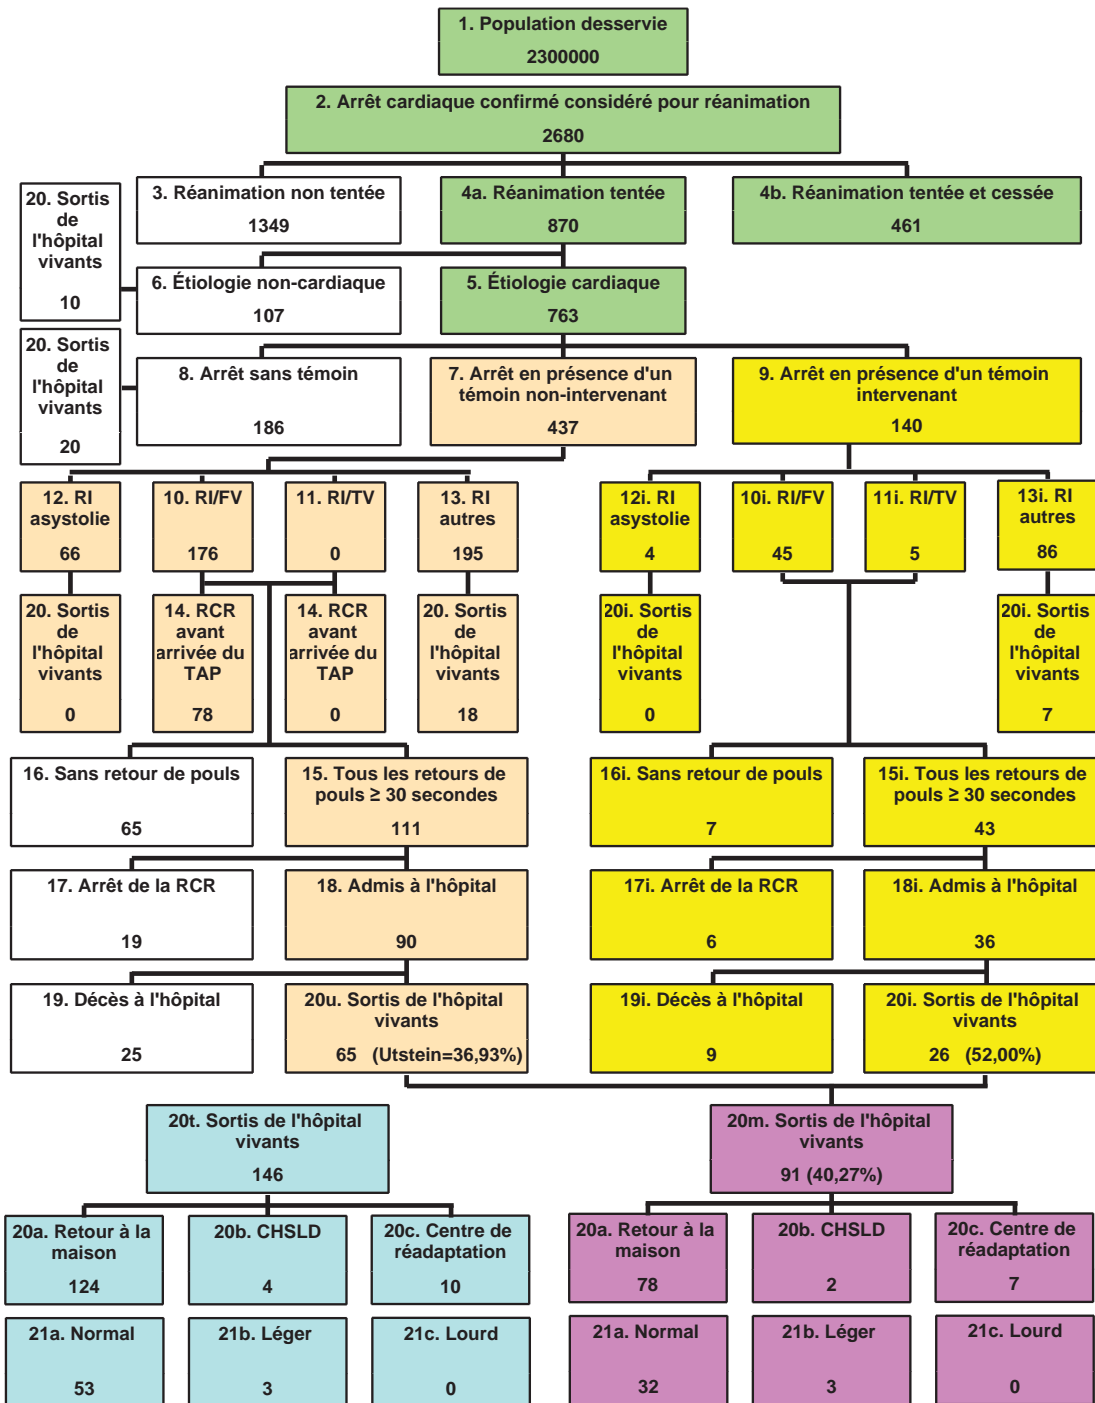 1. Population desservie
2300000
2. Arrêt cardiaque confirmé considéré pour réanimation
2680
20. Sortis
de
l'hôpital
vivants
10
3. Réanimation non tentée
1349
4a. Réanimation tentée
870
4b. Réanimation tentée et cessée
461
6. Étiologie non-cardiaque
107
5. Étiologie cardiaque
763
20. Sortis
de
l'hôpital
vivants
20
8. Arrêt sans témoin
186
7. Arrêt en présence d'un
témoin non-intervenant
437
9. Arrêt en présence d'un témoin
intervenant
140
12. RI
asystolie
66
10. RI/FV
176
11. RI/TV
0
13. RI
autres
195
12i. RI
asystolie
4
10i. RI/FV
45
11i. RI/TV
5
13i. RI
autres
86
20. Sortis
de
l'hôpital
vivants
0
14. RCR
avant
arrivée du
TAP
78
14. RCR
avant
arrivée du
TAP
0
20. Sortis
de
l'hôpital
vivants
18
20i. Sortis
de
l'hôpital
vivants
0
20i. Sortis
de
l'hôpital
vivants
7
16. Sans retour de pouls
65
15. Tous les retours de
pouls ≥ 30 secondes
111
16i. Sans retour de pouls
7
15i. Tous les retours de
pouls ≥ 30 secondes
43
17. Arrêt de la RCR
19
18. Admis à l'hôpital
90
17i. Arrêt de la RCR
6
18i. Admis à l'hôpital
36
19. Décès à l'hôpital
25
20u. Sortis de l'hôpital
vivants
65 (Utstein=36,93%)
19i. Décès à l'hôpital
9
20i. Sortis de l'hôpital
vivants
26 (52,00%)
20t. Sortis de l'hôpital
vivants
146
20m. Sortis de l'hôpital
vivants
91 (40,27%)
20a. Retour à la
maison
124
20b. CHSLD
4
20c. Centre de
réadaptation
10
20a. Retour à la
maison
78
20b. CHSLD
2
20c. Centre de
réadaptation
7
21a. Normal
53
21b. Léger
3
21c. Lourd
0
21a. Normal
32
21b. Léger
3
21c. Lourd
0